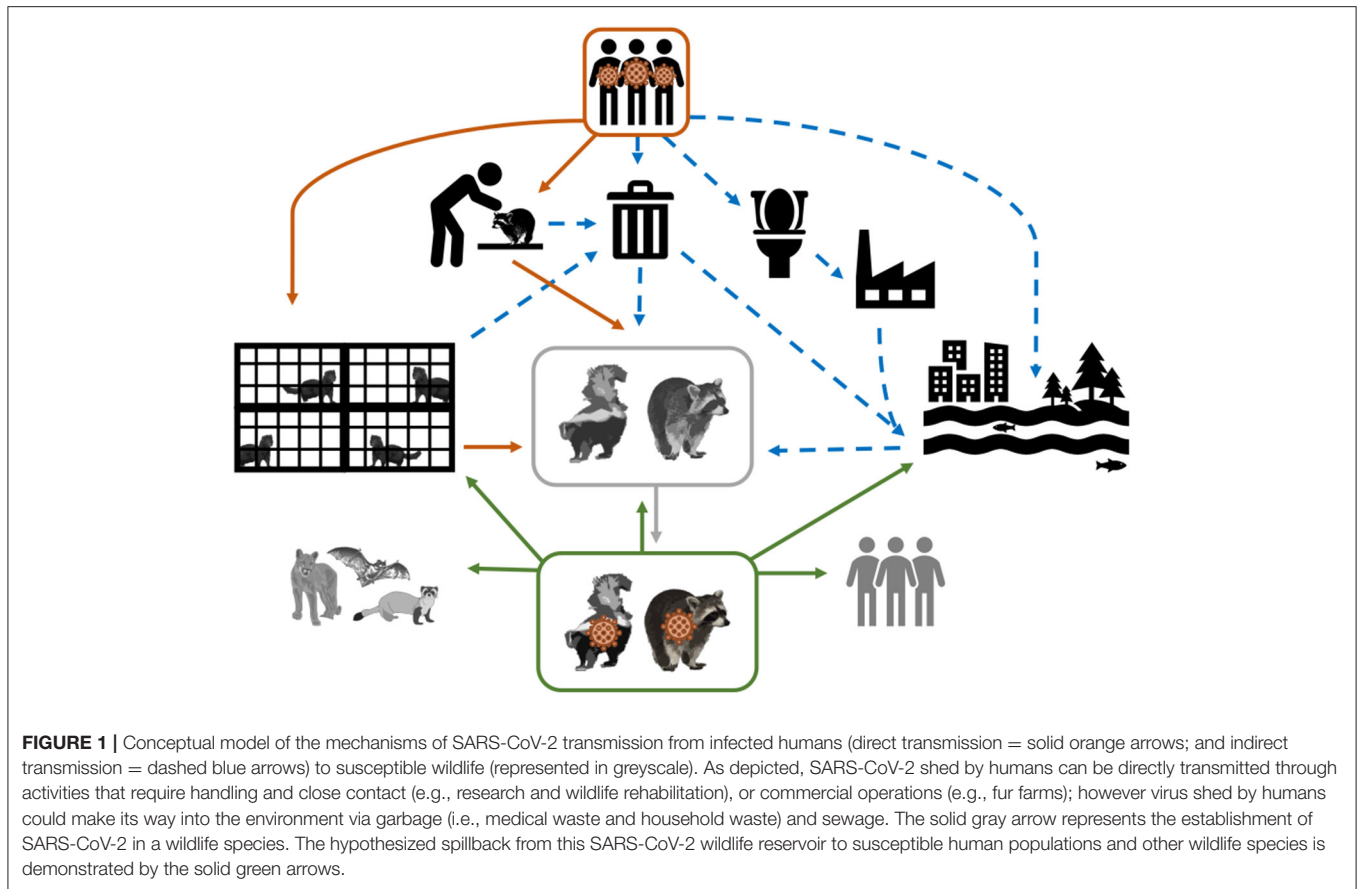 FIGURE 1 | Conceptual model of the mechanisms of SARS-CoV-2 transmission from infected humans (direct transmission = solid orange arrows; and indirect
transmission = dashed blue arrows) to susceptible wildlife (represented in greyscale). As depicted, SARS-CoV-2 shed by humans can be directly transmitted through
activities that require handling and close contact (e.g., research and wildlife rehabilitation), or commercial operations (e.g., fur farms); however virus shed by humans
could make its way into the environment via garbage (i.e., medical waste and household waste) and sewage. The solid gray arrow represents the establishment of
SARS-CoV-2 in a wildlife species. The hypothesized spillback from this SARS-CoV-2 wildlife reservoir to susceptible human populations and other wildlife species is
demonstrated by the solid green arrows.